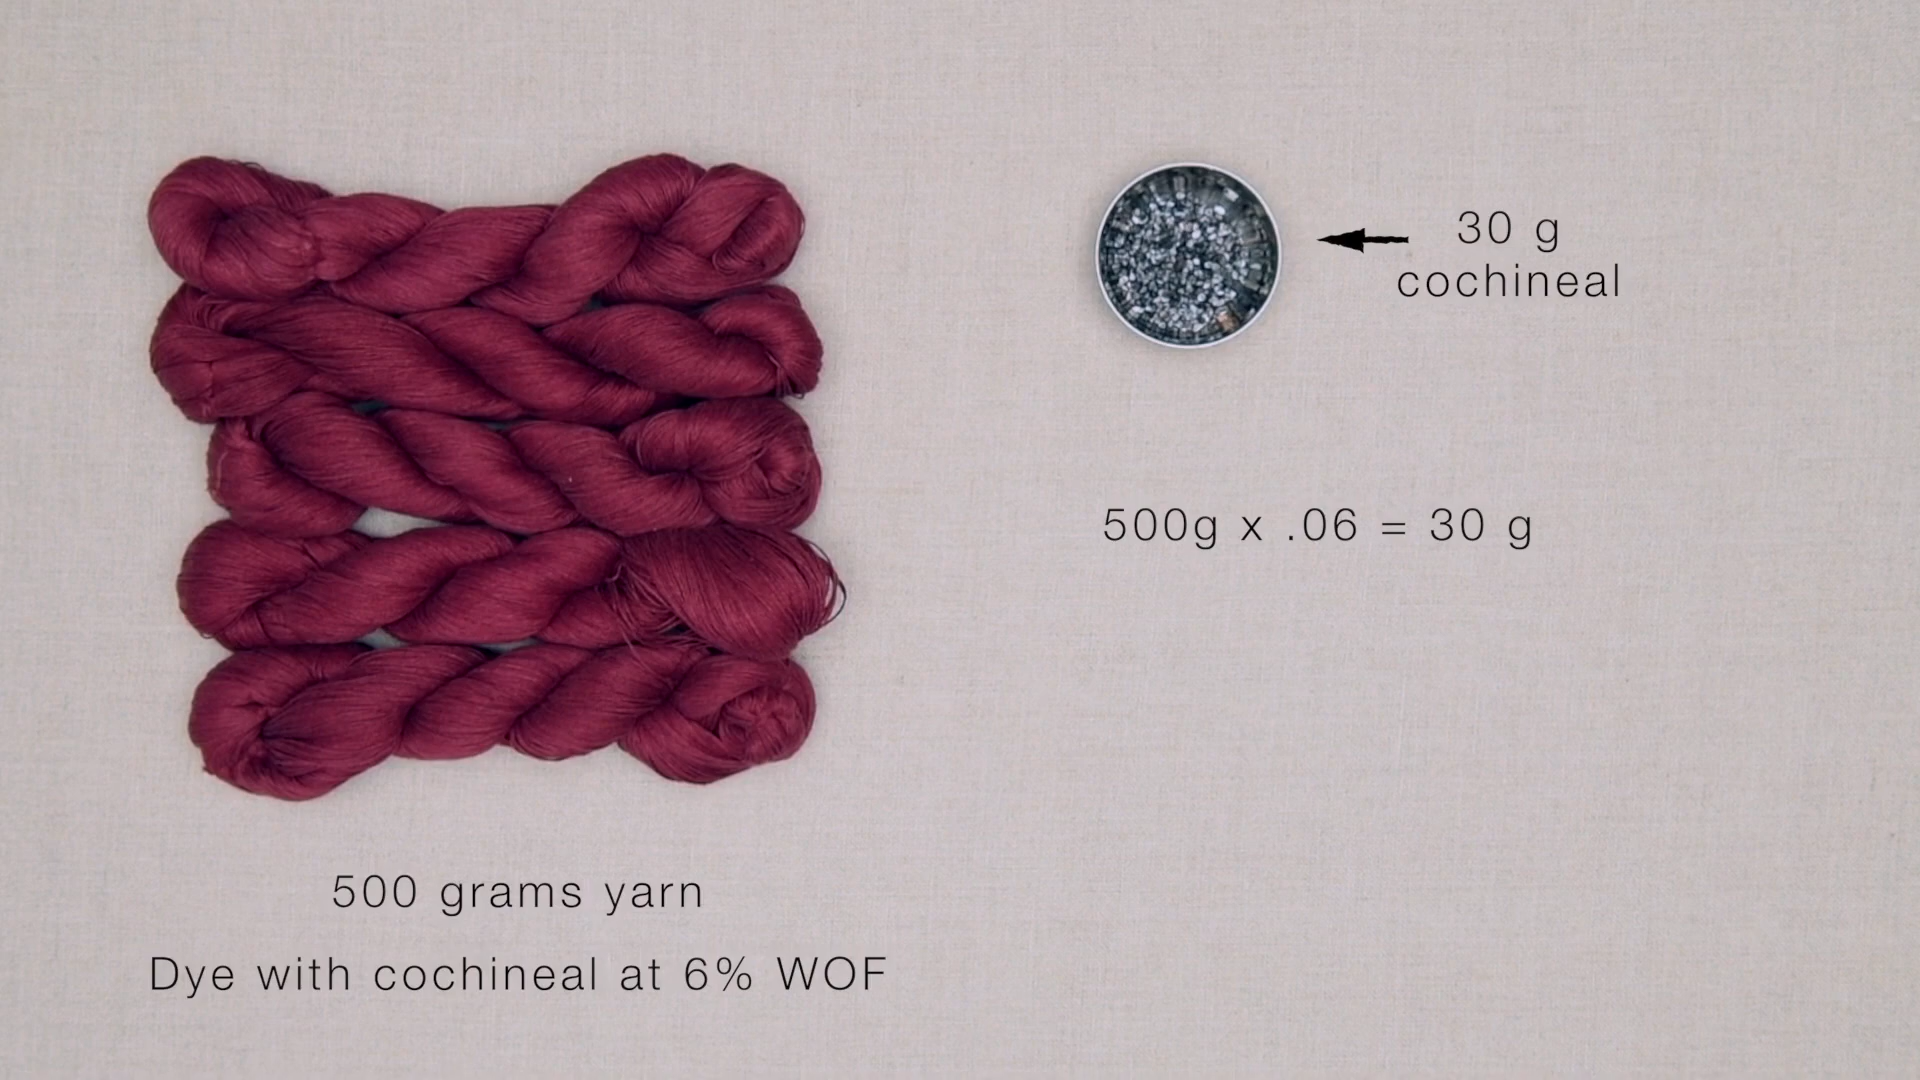 30 g
cochineal
500g x .06 = 30 g
500 grams yarn
Dye with cochineal at 6% WOF